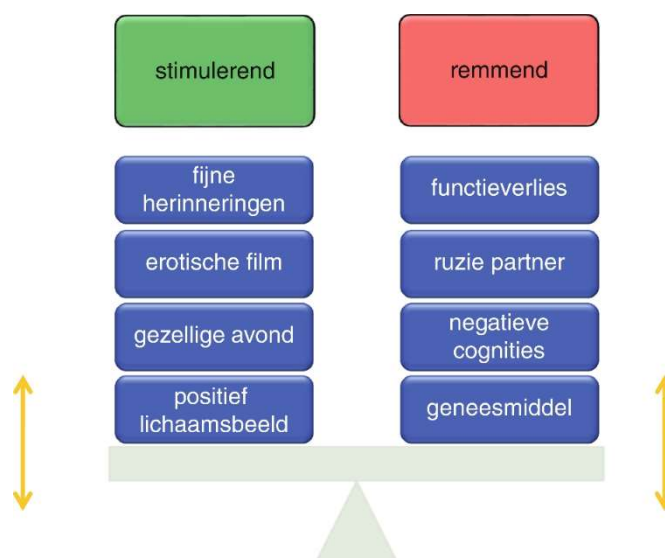 stimulerend
remmend
fijne
herinneringen
functieverlies
erotische film
ruzie partner
gezellige avond
negatieve
cognities
positief
lichaamsbeeld
geneesmiddel